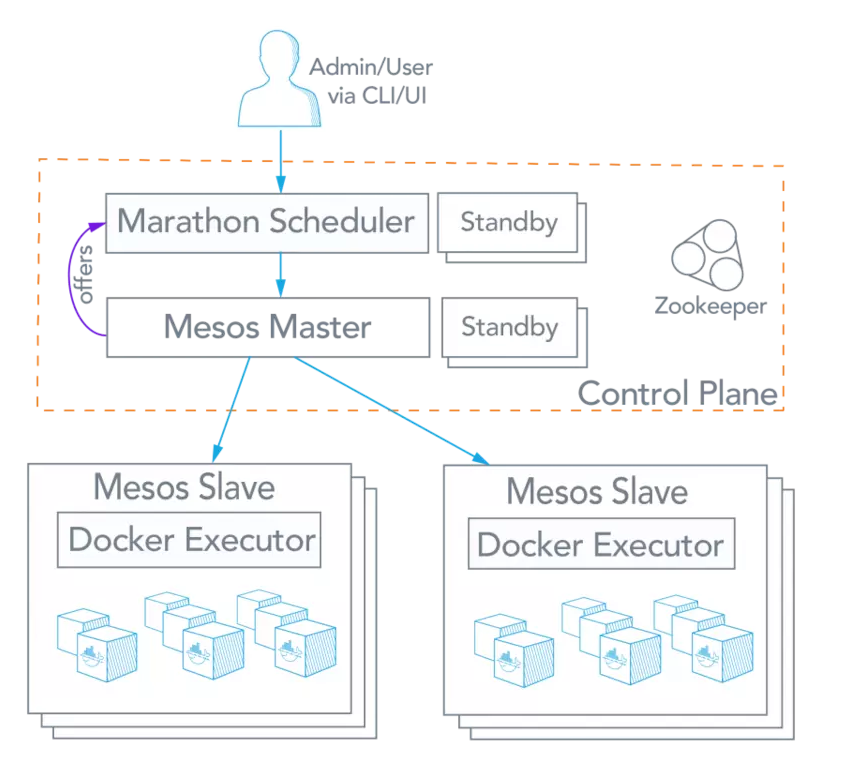 Admin/User
via CLI/UI
Marathon Scheduler
Standby
offers
Zookeeper
Mesos Master
Standby
Control Plane
Mesos Slave
Docker Executor
Mesos Slave
Docker Executor